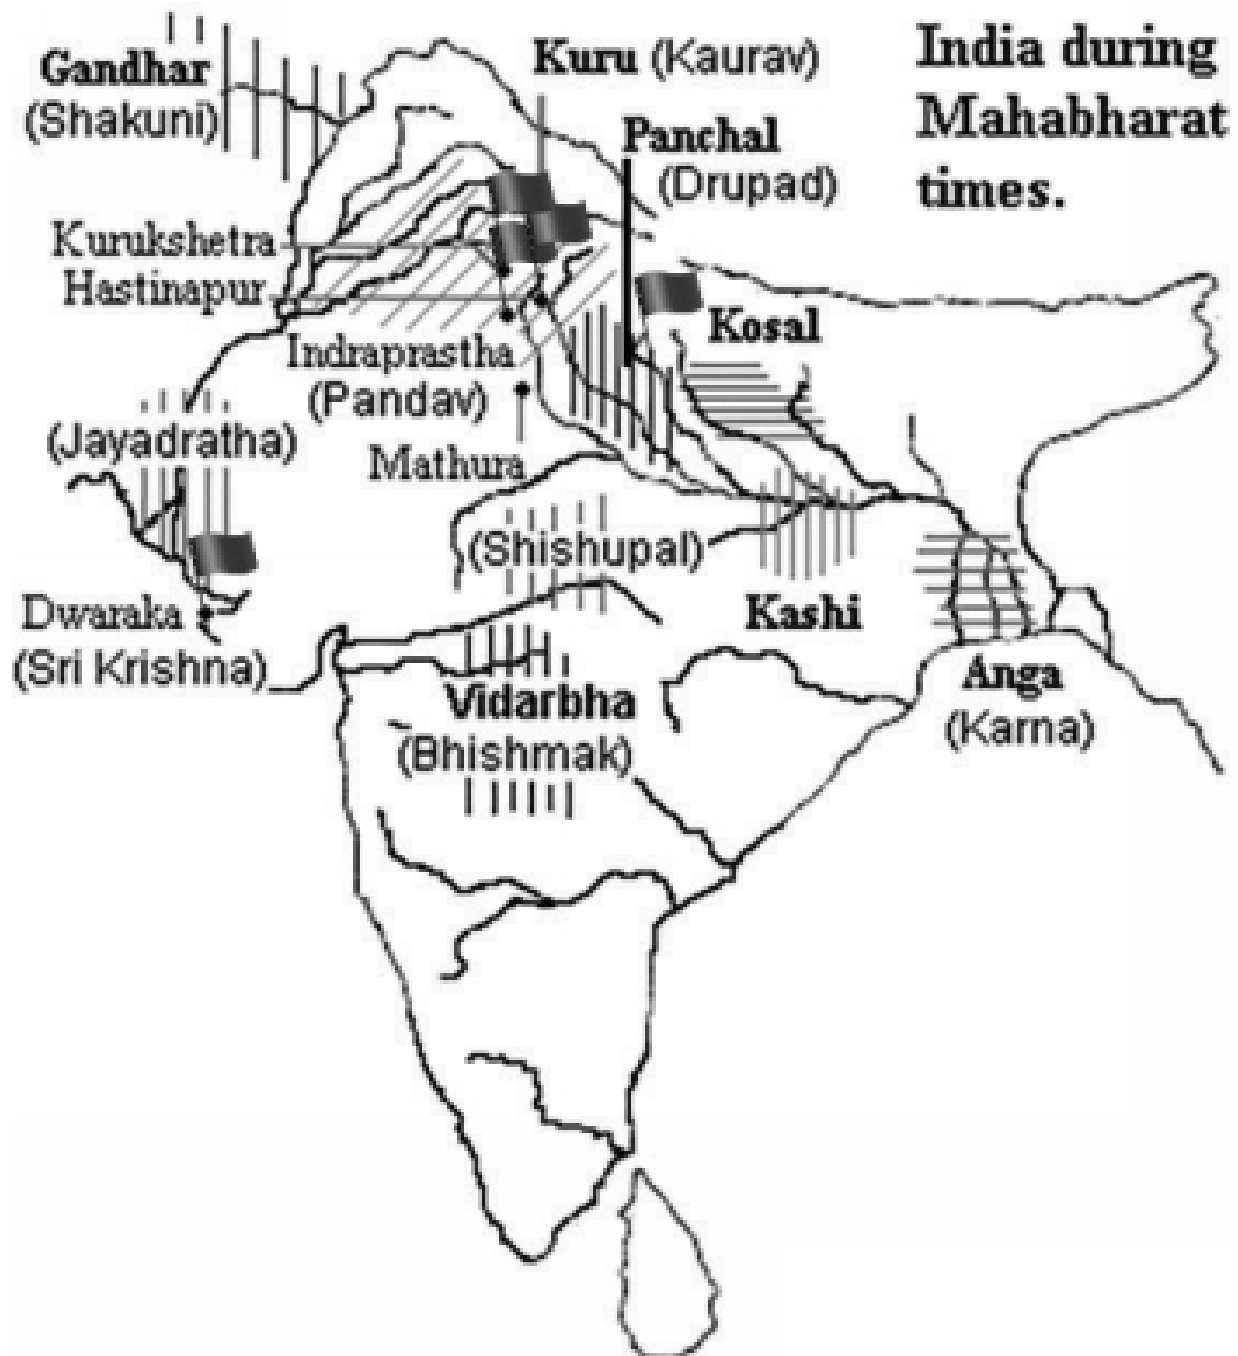 India during
Mahabharat
times.
Gandhar
(Shakuni)
Kuru (Kaurav)
Panchal
(Drupad)
Kurukshetra
Hastinapur
Indraprastha
(Pandav)
Kosal
(Jayadratha)
Mathura
(Shishupal)
Dwaraka
(Sri Krishna)
Kashi
Vidarbha
(Bhishmak)
Anga
(Karna)